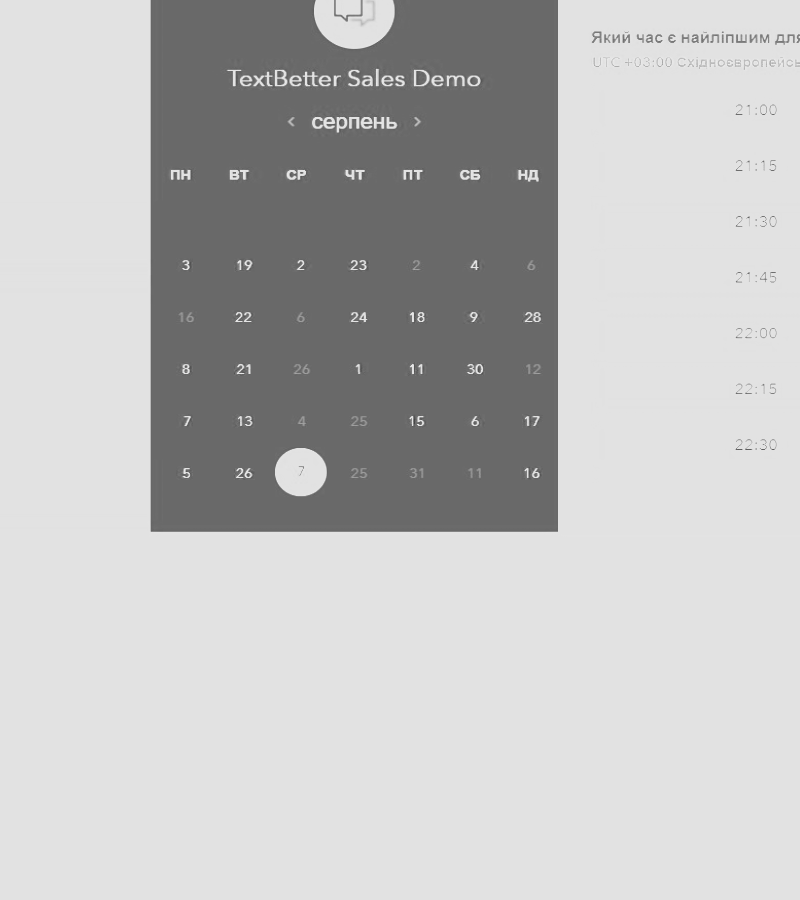 TextBetter Sales Demo
‹ серпень ›
ПН ВТ СР ЧТ ПТ СБ НД
3 19 2 23 2 4 6
16 22 6 24 18 9 28
8 21 26 1 11 30 12
7 13 4 25 15 6 17
5 26 7 25 31 11 16
Який час є найліпшим для
UTC +03:00
21:00
21:15
21:30
21:45
22:00
22:15
22:30